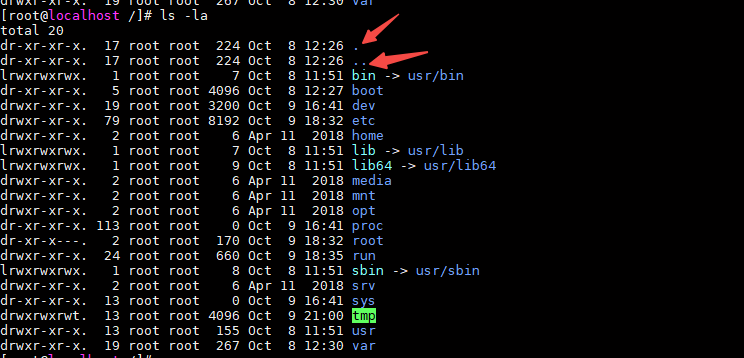 drwxr-xr-x. 19 root root  267 Oct  8 12:30 var
[root@localhost /]# ls -la
total 20
dr-xr-xr-x.  17 root root  224 Oct  8 12:26 .
dr-xr-xr-x.  17 root root  224 Oct  8 12:26 ..
lrwxrwxrwx.   1 root root    7 Oct  8 11:51 bin -> usr/bin
dr-xr-xr-x.   5 root root 4096 Oct  8 12:27 boot
drwxr-xr-x.  19 root root 3200 Oct  9 16:41 dev
drwxr-xr-x.  79 root root 8192 Oct  9 18:32 etc
drwxr-xr-x.   2 root root    6 Apr 11  2018 home
lrwxrwxrwx.   1 root root    7 Oct  8 11:51 lib -> usr/lib
lrwxrwxrwx.   1 root root    9 Oct  8 11:51 lib64 -> usr/lib64
drwxr-xr-x.   2 root root    6 Apr 11  2018 media
drwxr-xr-x.   2 root root    6 Apr 11  2018 mnt
drwxr-xr-x.   2 root root    6 Apr 11  2018 opt
dr-xr-xr-x. 113 root root    0 Oct  9 16:41 proc
dr-xr-x---.   2 root root  170 Oct  9 18:32 root
drwxr-xr-x.  24 root root  660 Oct  9 18:35 run
lrwxrwxrwx.   1 root root    8 Oct  8 11:51 sbin -> usr/sbin
drwxr-xr-x.   2 root root    6 Apr 11  2018 srv
dr-xr-xr-x.  13 root root    0 Oct  9 16:41 sys
drwxrwxrwt.  13 root root 4096 Oct  9 21:00 tmp
drwxr-xr-x.  13 root root  155 Oct  8 11:51 usr
drwxr-xr-x.  19 root root  267 Oct  8 12:30 var
[root@localhost /]#